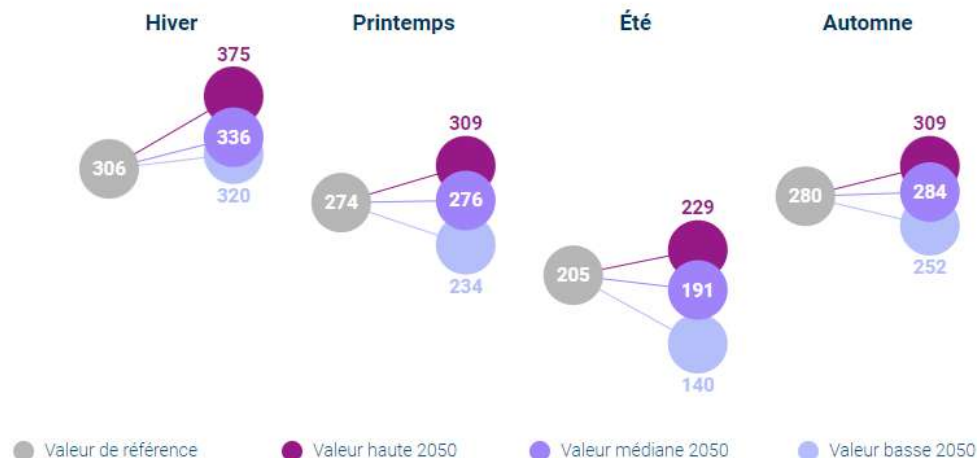 Hiver Printemps Été Automne
375
309 309
229
306 336 274 276 205 191 280 284
320
234 252
140
Valeur de référence Valeur haute 2050 Valeur médiane 2050 Valeur basse 2050